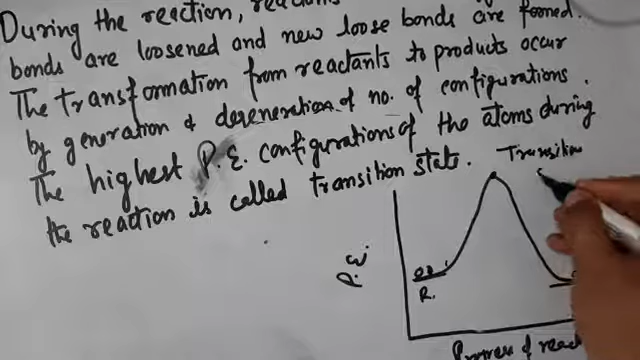 During the reaction,
bonds are loosened and new loose bonds are formed.
The transformation from reactants to products occur
by generation & degeneration of no. of configurations.
The highest P.E. configurations of the atoms during
the reaction is called transition state.
Transition
P.
R.
of reac